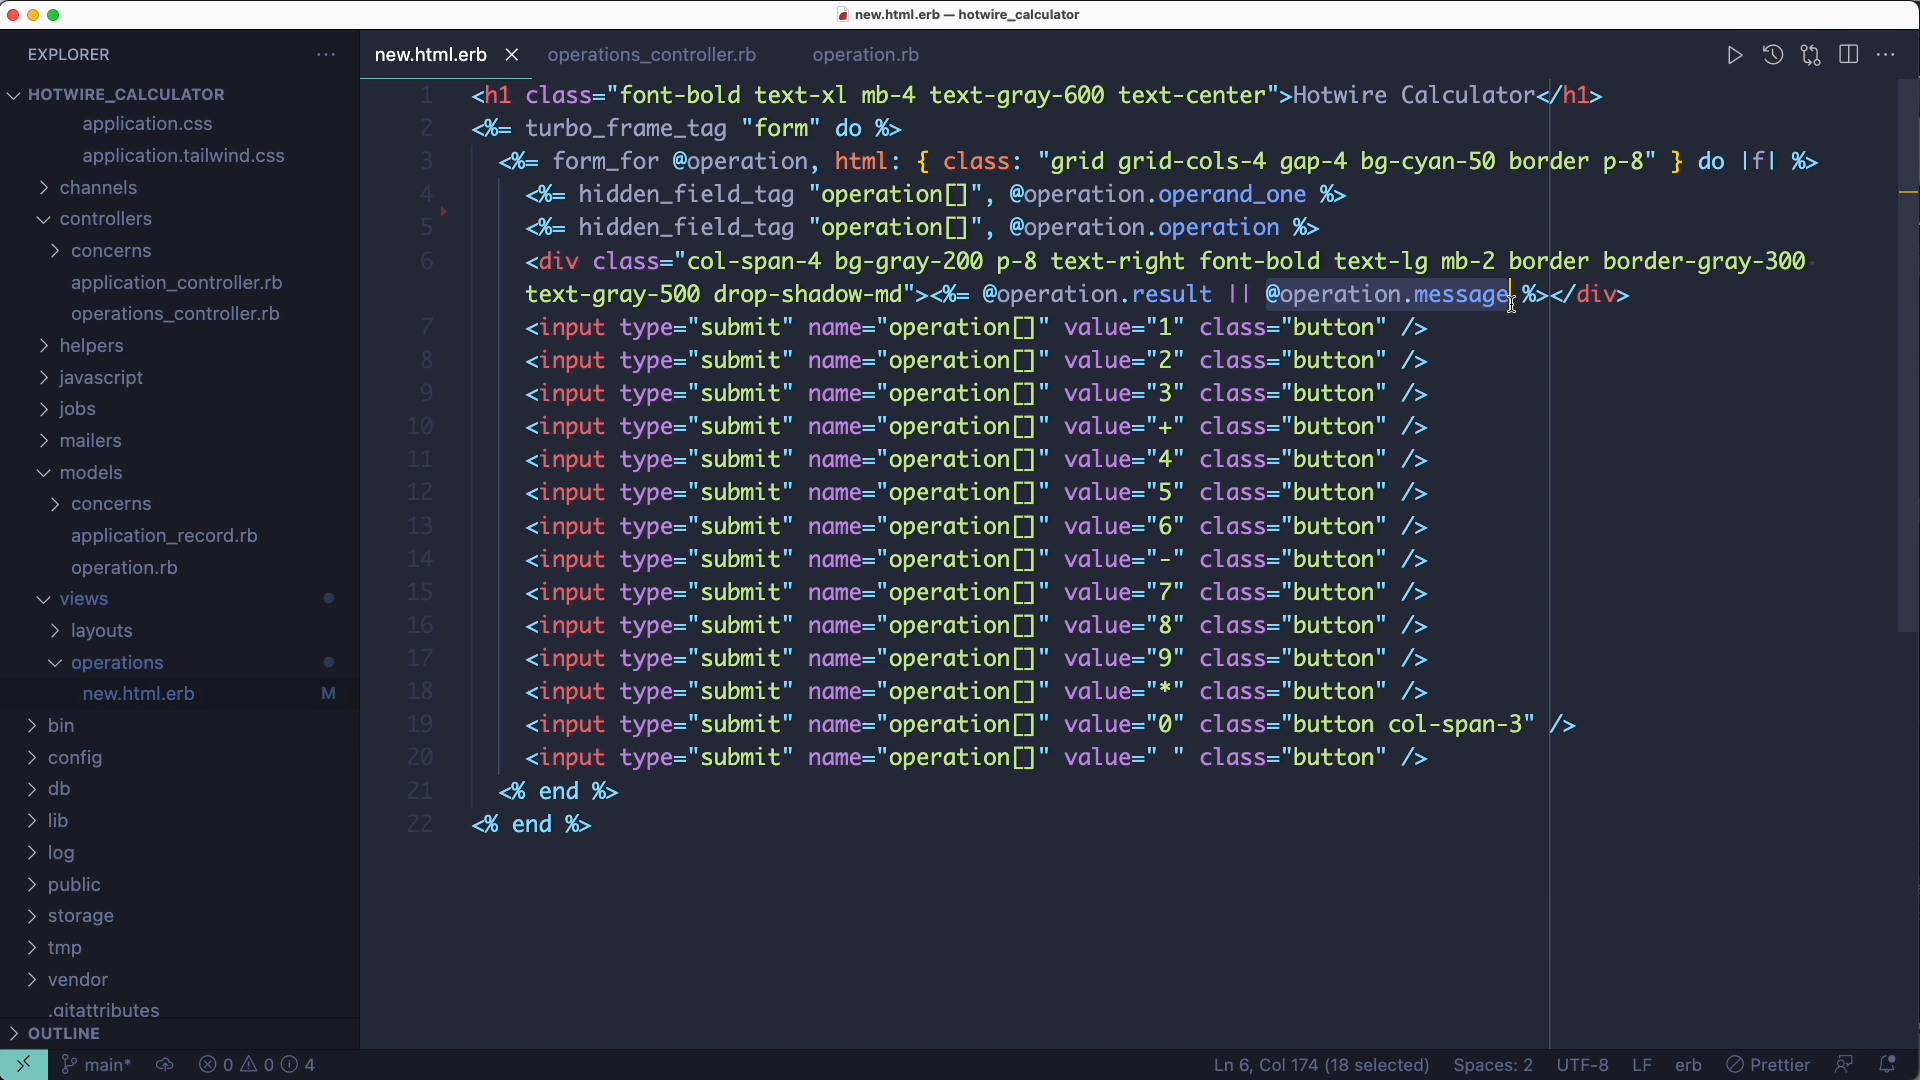 new.html.erb — hotwire_calculator
EXPLORER
HOTWIRE_CALCULATOR
application.css
application.tailwind.css
channels
controllers
concerns
application_controller.rb
operations_controller.rb
helpers
javascript
jobs
mailers
models
concerns
application_record.rb
operation.rb
views
layouts
operations
new.html.erb M
bin
config
db
lib
log
public
storage
tmp
vendor
.gitattributes
OUTLINE
new.html.erb operations_controller.rb operation.rb
1 <h1 class="font-bold text-xl mb-4 text-gray-600 text-center">Hotwire Calculator</h1>
2 <%= turbo_frame_tag "form" do %>
3 <%= form_for @operation, html: { class: "grid grid-cols-4 gap-4 bg-cyan-50 border p-8" } do |f| %>
4 <%= hidden_field_tag "operation[]", @operation.operand_one %>
5 <%= hidden_field_tag "operation[]", @operation.operation %>
6 <div class="col-span-4 bg-gray-200 p-8 text-right font-bold text-lg mb-2 border border-gray-300
text-gray-500 drop-shadow-md"><%= @operation.result || @operation.message %></div>
7 <input type="submit" name="operation[]" value="1" class="button" />
8 <input type="submit" name="operation[]" value="2" class="button" />
9 <input type="submit" name="operation[]" value="3" class="button" />
10 <input type="submit" name="operation[]" value="+" class="button" />
11 <input type="submit" name="operation[]" value="4" class="button" />
12 <input type="submit" name="operation[]" value="5" class="button" />
13 <input type="submit" name="operation[]" value="6" class="button" />
14 <input type="submit" name="operation[]" value="-" class="button" />
15 <input type="submit" name="operation[]" value="7" class="button" />
16 <input type="submit" name="operation[]" value="8" class="button" />
17 <input type="submit" name="operation[]" value="9" class="button" />
18 <input type="submit" name="operation[]" value="*" class="button" />
19 <input type="submit" name="operation[]" value="0" class="button col-span-3" />
20 <input type="submit" name="operation[]" value=" " class="button" />
21 <% end %>
22 <% end %>
main* 0 0 4 Ln 6, Col 174 (18 selected) Spaces: 2 UTF-8 LF erb Prettier